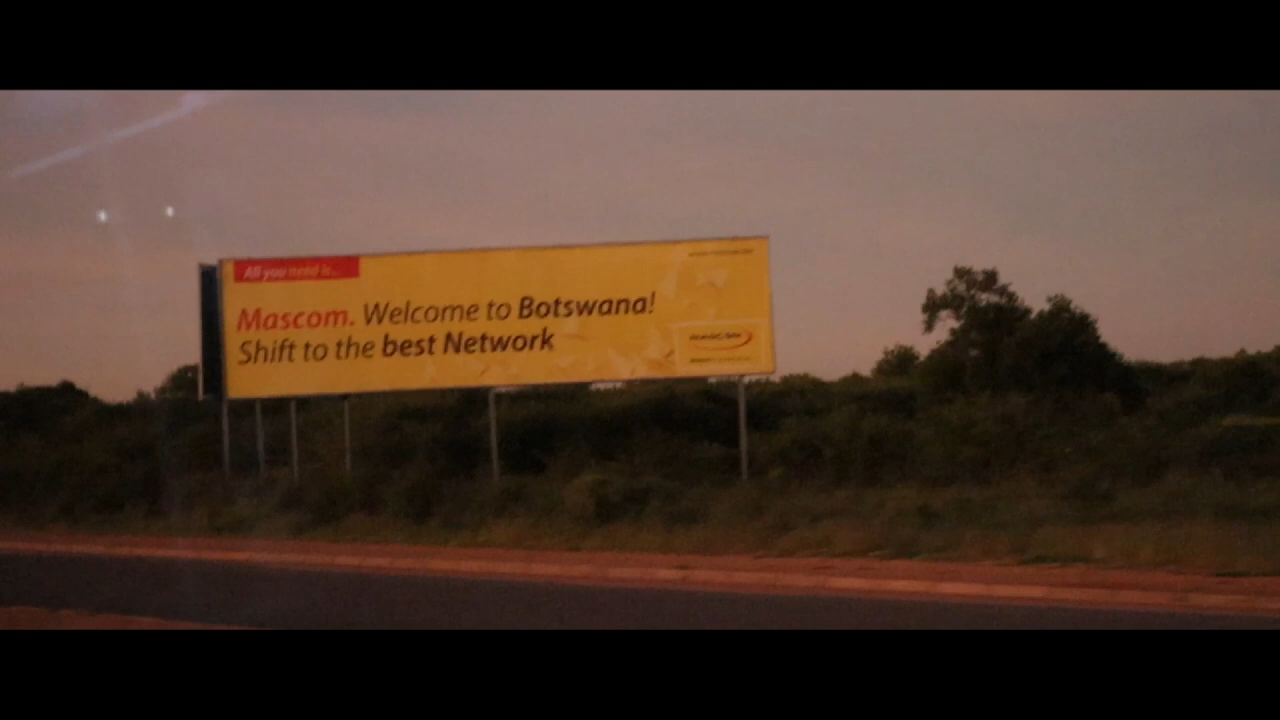 All you need is...
Mascom. Welcome to Botswana!
Shift to the best Network